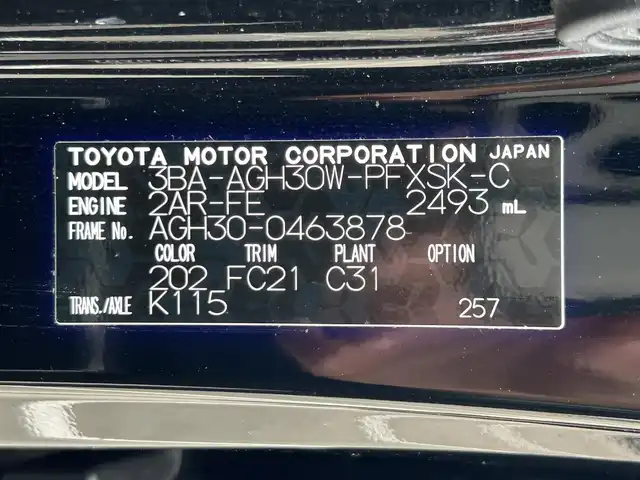 TOYOTA MOTOR CORPORATION JAPAN
MODEL 3BA-AGH30W-PFXSK-C
ENGINE 2AR-FE 2493 mL
FRAME No. AGH30-0463878
COLOR TRIM PLANT OPTION
202 FC21 C31
TRANS./AXLE K115 257